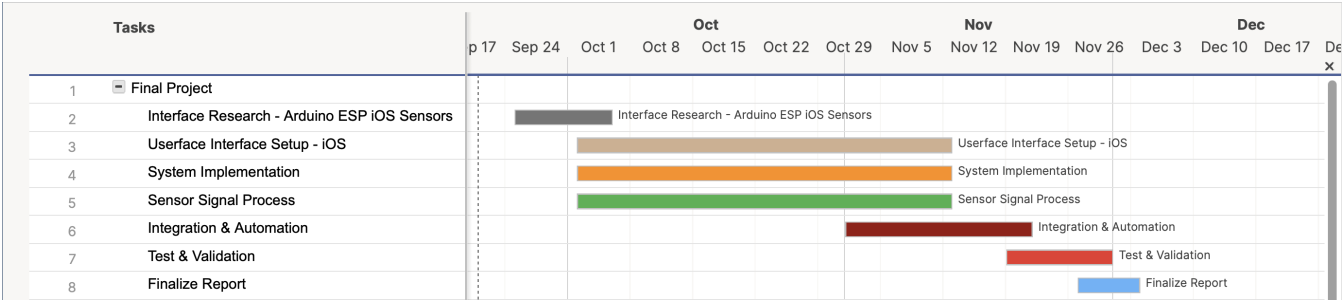 Tasks
Oct Nov Dec
p 17 Sep 24 Oct 1 Oct 8 Oct 15 Oct 22 Oct 29 Nov 5 Nov 12 Nov 19 Nov 26 Dec 3 Dec 10 Dec 17 De
×
1 Final Project
2 Interface Research - Arduino ESP iOS Sensors Interface Research - Arduino ESP iOS Sensors
3 Userface Interface Setup - iOS Userface Interface Setup - iOS
4 System Implementation System Implementation
5 Sensor Signal Process Sensor Signal Process
6 Integration & Automation Integration & Automation
7 Test & Validation Test & Validation
8 Finalize Report Finalize Report